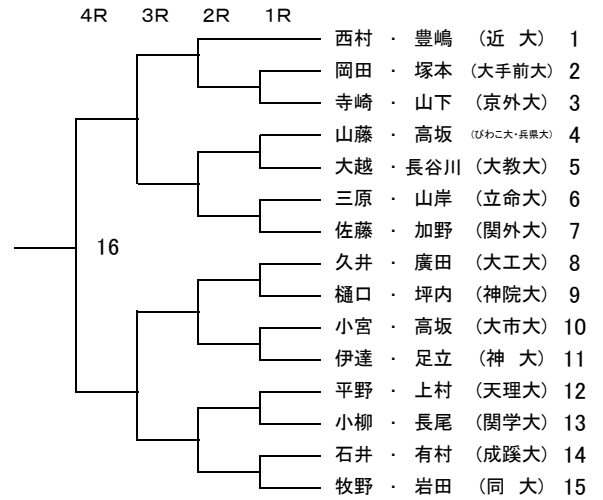 4R 3R 2R 1R
西村 ・ 豊嶋 (近 大) 1
岡田 ・ 塚本 (大手前大) 2
寺崎 ・ 山下 (京外大) 3
山藤 ・ 高坂 (びわこ大・兵県大) 4
大越 ・ 長谷川 (大教大) 5
三原 ・ 山岸 (立命大) 6
佐藤 ・ 加野 (関外大) 7
16
久井 ・ 廣田 (大工大) 8
樋口 ・ 坪内 (神院大) 9
小宮 ・ 高坂 (大市大) 10
伊達 ・ 足立 (神 大) 11
平野 ・ 上村 (天理大) 12
小柳 ・ 長尾 (関学大) 13
石井 ・ 有村 (成蹊大) 14
牧野 ・ 岩田 (同 大) 15